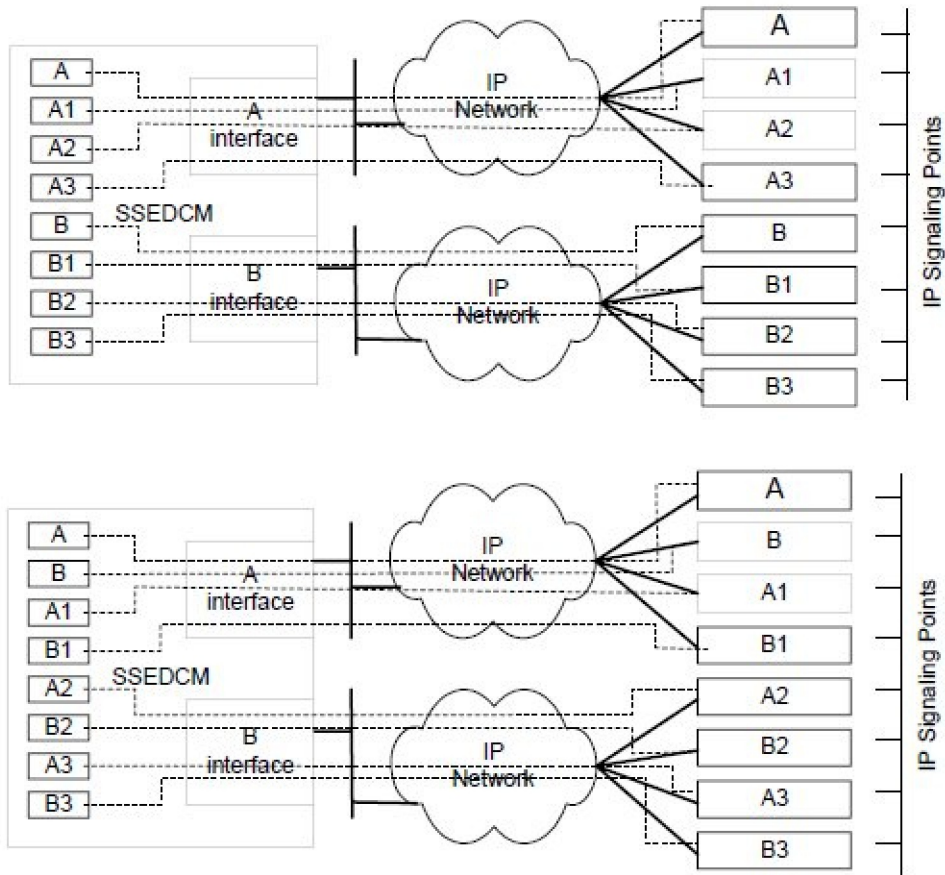 A
A1
A2
A3
B
B1
B2
B3
A
interface
SSEDCM
B
interface
IP
Network
IP
Network
A
A1
A2
A3
B
B1
B2
B3
IP Signaling Points
A
B
A1
B1
A2
B2
A3
B3
A
interface
SSEDCM
B
interface
IP
Network
IP
Network
A
B
A1
B1
A2
B2
A3
B3
IP Signaling Points